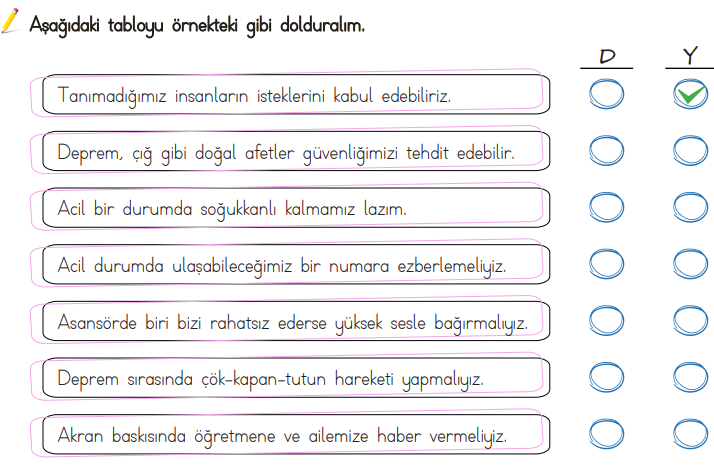 Aşağıdaki tabloyu örnekteki gibi dolduralım.
D Y
Tanımadığımız insanların isteklerini kabul edebiliriz.
Deprem, çığ gibi doğal afetler güvenliğimizi tehdit edebilir.
Acil bir durumda soğukkanlı kalmamız lazım.
Acil durumda ulaşabileceğimiz bir numara ezberlemeliyiz.
Asansörde biri bizi rahatsız ederse yüksek sesle bağırmalıyız.
Deprem sırasında çök-kapan-tutun hareketi yapmalıyız.
Akran baskısında öğretmene ve ailemize haber vermeliyiz.